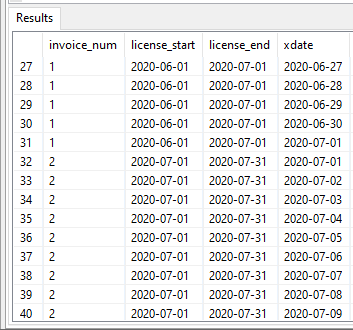 Results
invoice_num license_start license_end xdate
27 1 2020-06-01 2020-07-01 2020-06-27
28 1 2020-06-01 2020-07-01 2020-06-28
29 1 2020-06-01 2020-07-01 2020-06-29
30 1 2020-06-01 2020-07-01 2020-06-30
31 1 2020-06-01 2020-07-01 2020-07-01
32 2 2020-07-01 2020-07-31 2020-07-01
33 2 2020-07-01 2020-07-31 2020-07-02
34 2 2020-07-01 2020-07-31 2020-07-03
35 2 2020-07-01 2020-07-31 2020-07-04
36 2 2020-07-01 2020-07-31 2020-07-05
37 2 2020-07-01 2020-07-31 2020-07-06
38 2 2020-07-01 2020-07-31 2020-07-07
39 2 2020-07-01 2020-07-31 2020-07-08
40 2 2020-07-01 2020-07-31 2020-07-09